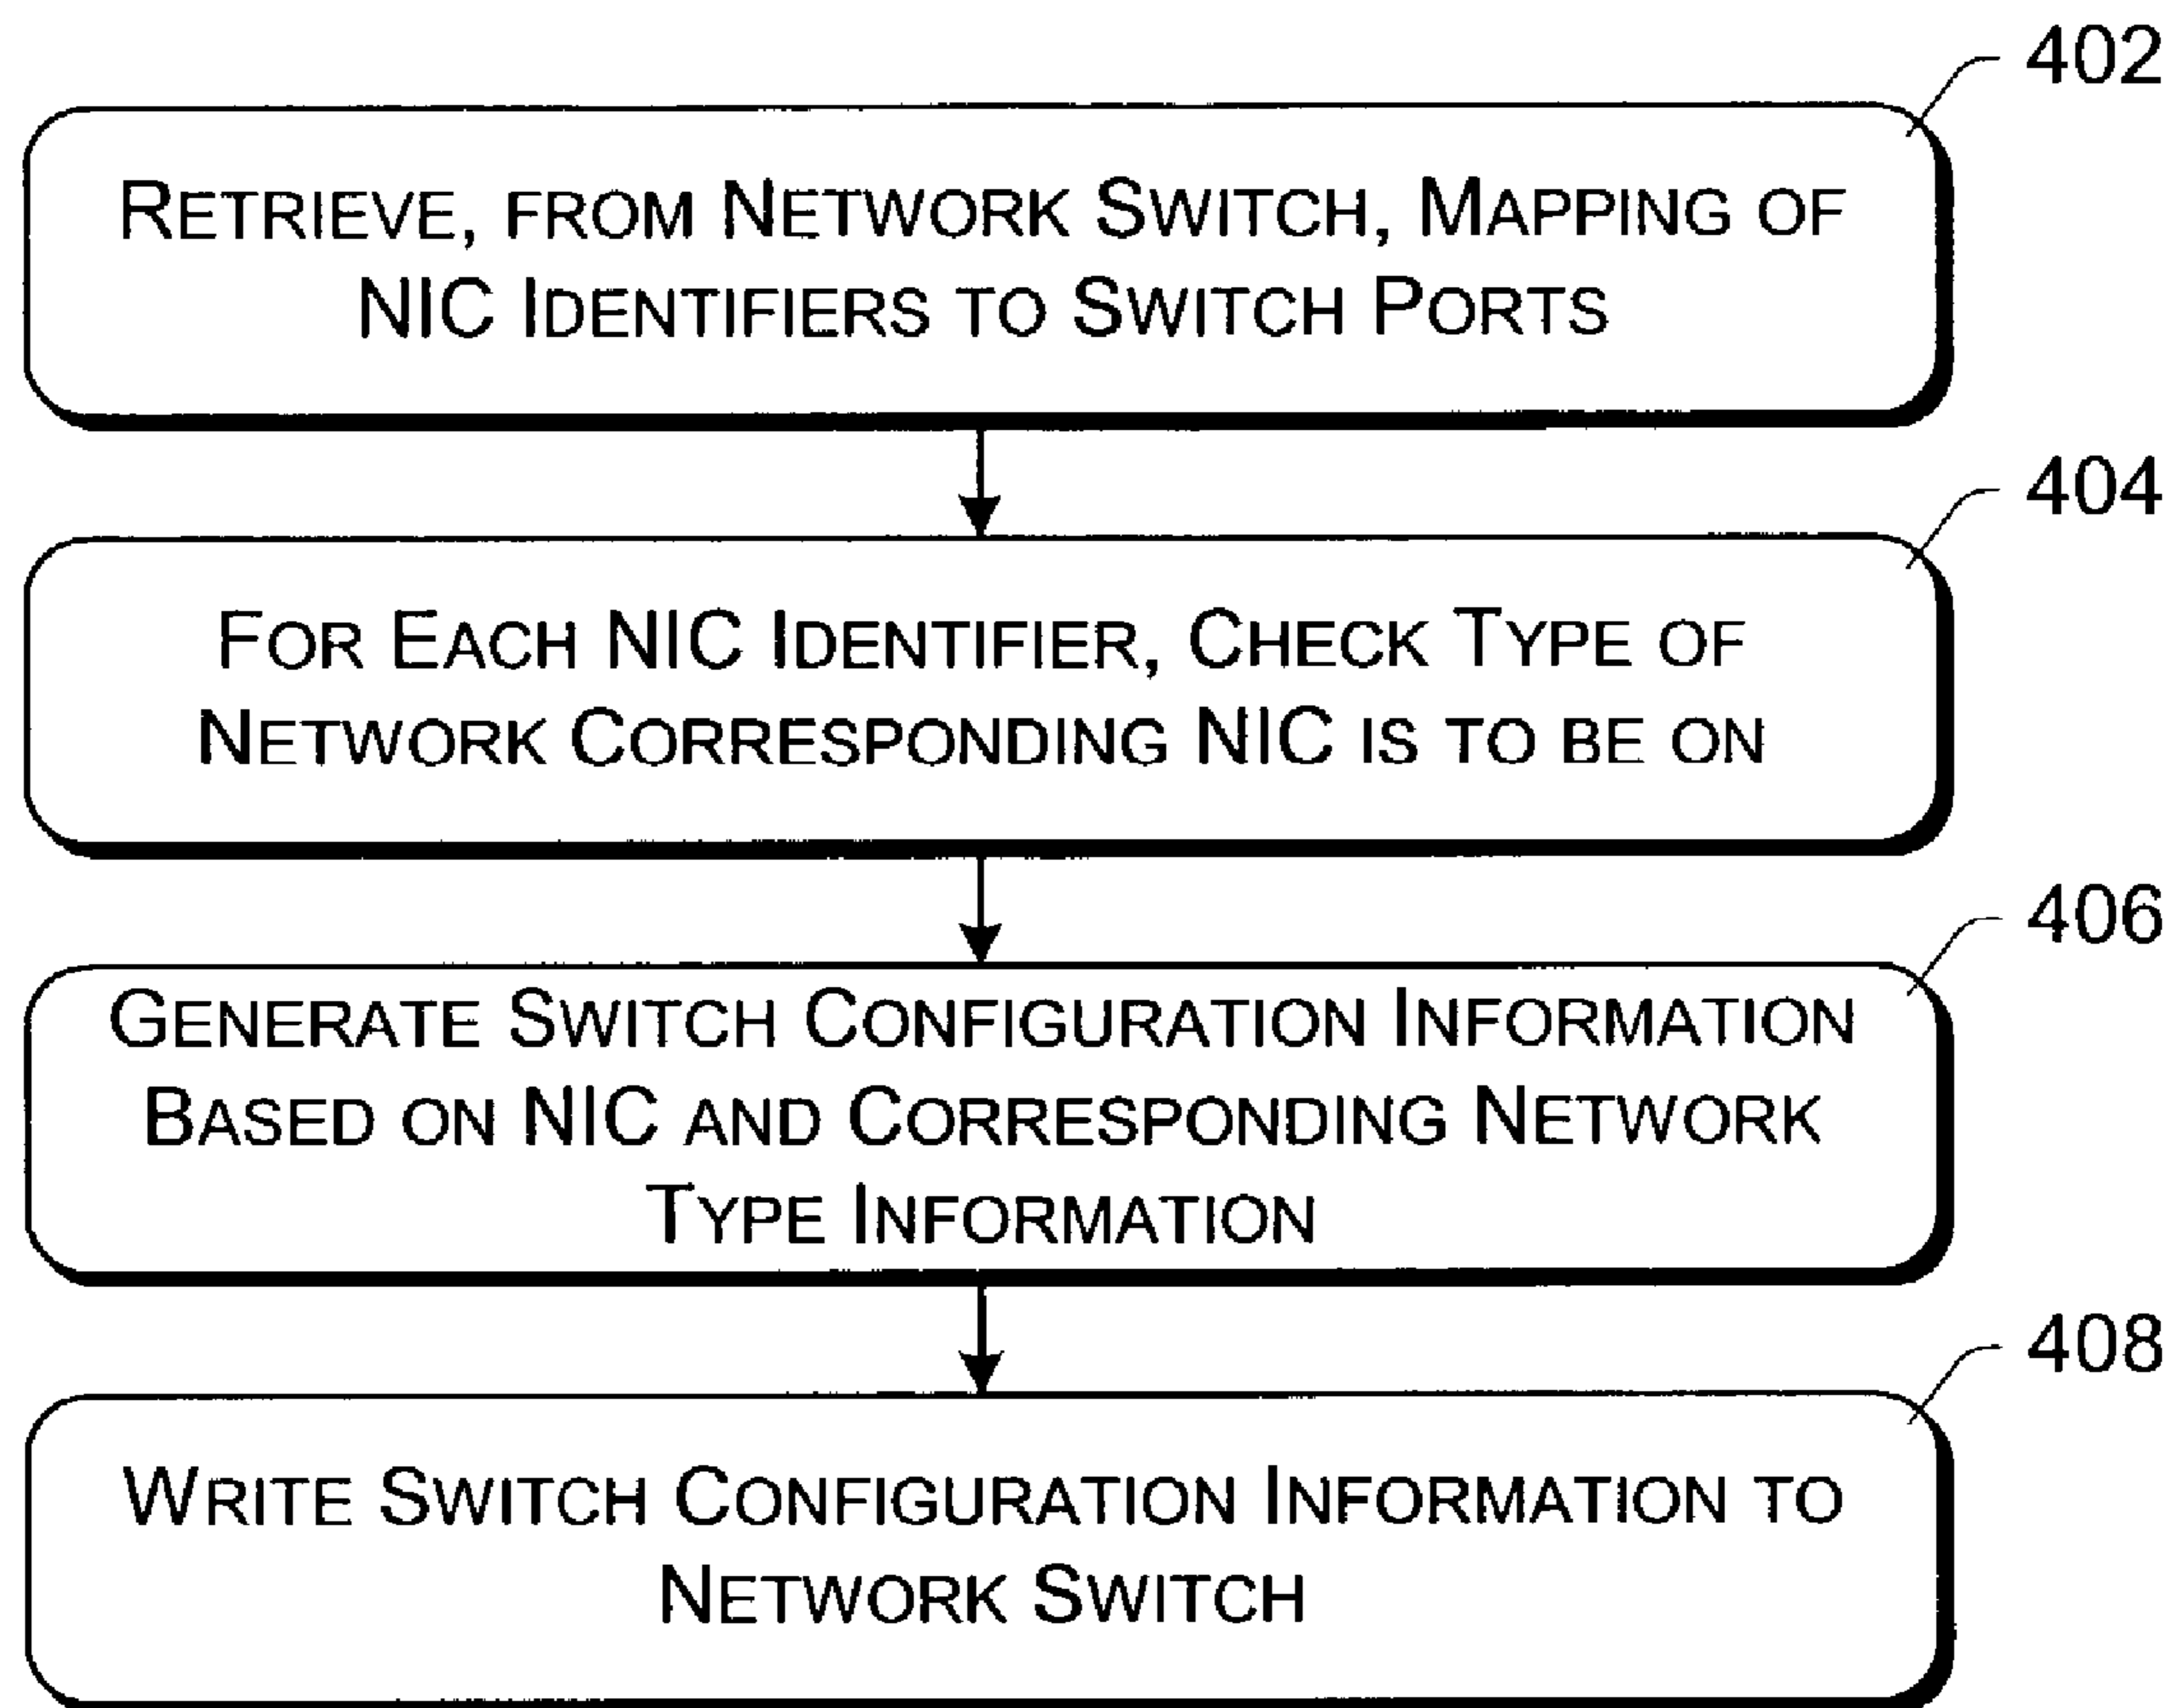 402
RETRIEVE, FROM NETWORK SWITCH, MAPPING OF
NIC IDENTIFIERS TO SWITCH PORTS
404
FOR EACH NIC IDENTIFIER, CHECK TYPE OF
NETWORK CORRESPONDING NIC IS TO BE ON
406
GENERATE SWITCH CONFIGURATION INFORMATION
BASED ON NIC AND CORRESPONDING NETWORK
TYPE INFORMATION
408
WRITE SWITCH CONFIGURATION INFORMATION TO
NETWORK SWITCH